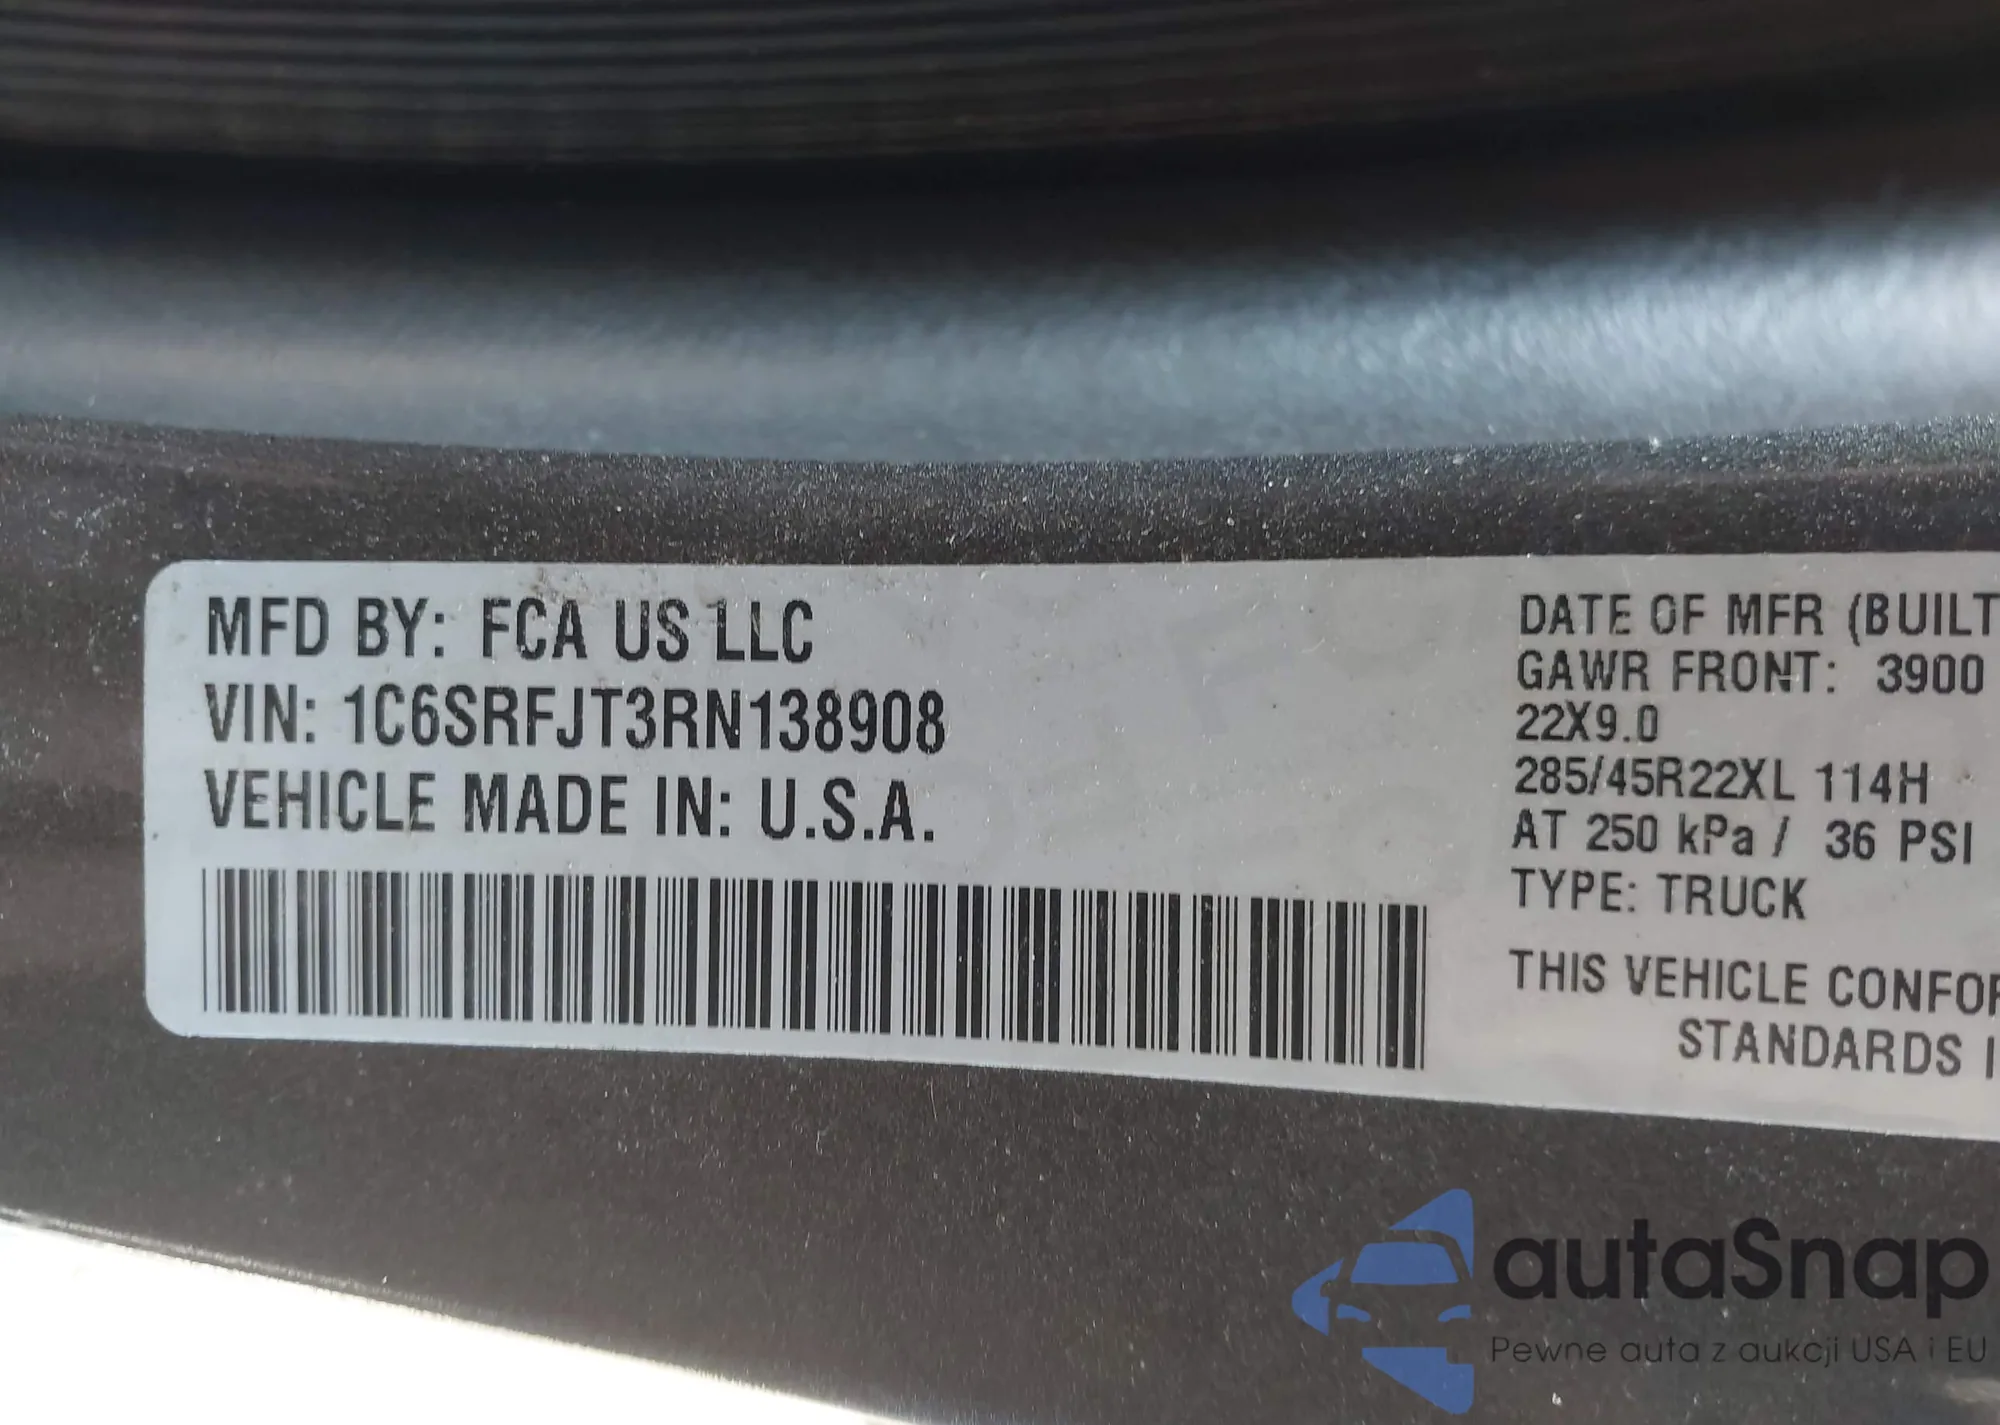 MFD BY: FCA US LLC
VIN: 1C6SRFJT3RN138908
VEHICLE MADE IN: U.S.A.
DATE OF MFR (BUILT
GAWR FRONT: 3900
22X9.0
285/45R22XL 114H
AT 250 kPa / 36 PSI
TYPE: TRUCK
THIS VEHICLE CONFOR
STANDARDS I
autaSnap
Pewne auta z aukcji USA i EU